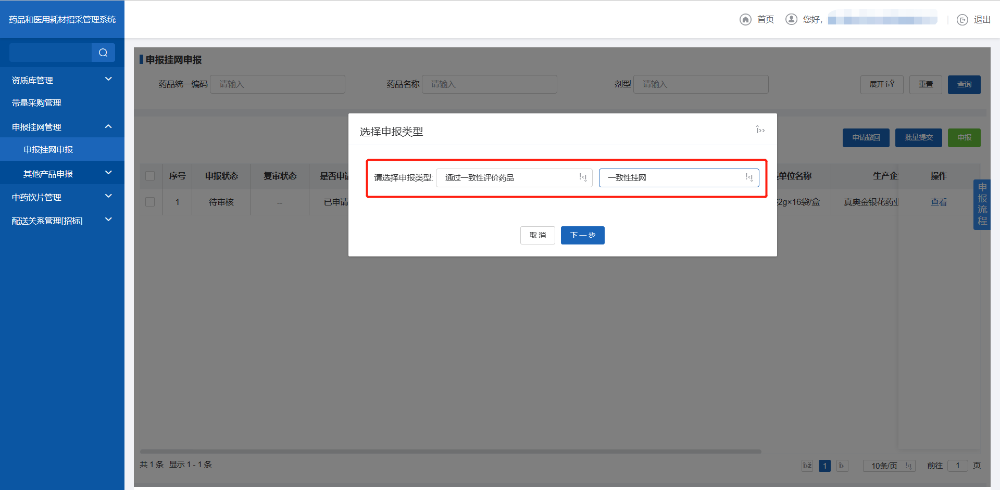 药品和医用耗材招采管理系统
首页
您好,
退出
资质库管理
带量采购管理
申报挂网管理
申报挂网申报
其他产品申报
中药饮片管理
配送关系管理[招标]
申报挂网申报
药品统一编码 请输入
药品名称 请输入
剂型 请输入
展开 î›Ÿ
重置
查询
申请撤回
批量提交
申报
选择申报类型
î››
请选择申报类型: 通过一致性评价药品
一致性挂网
取 消
下 一 步
序号 申报状态 复审状态 是否申请 单位名称 生产企 操作
1 待审核 -- 已申请 2g×16袋/盒 真奥金银花药业 查看
申报流程
共 1 条 显示 1 - 1 条
î›ž
1
î›
10条/页
前往 1 页